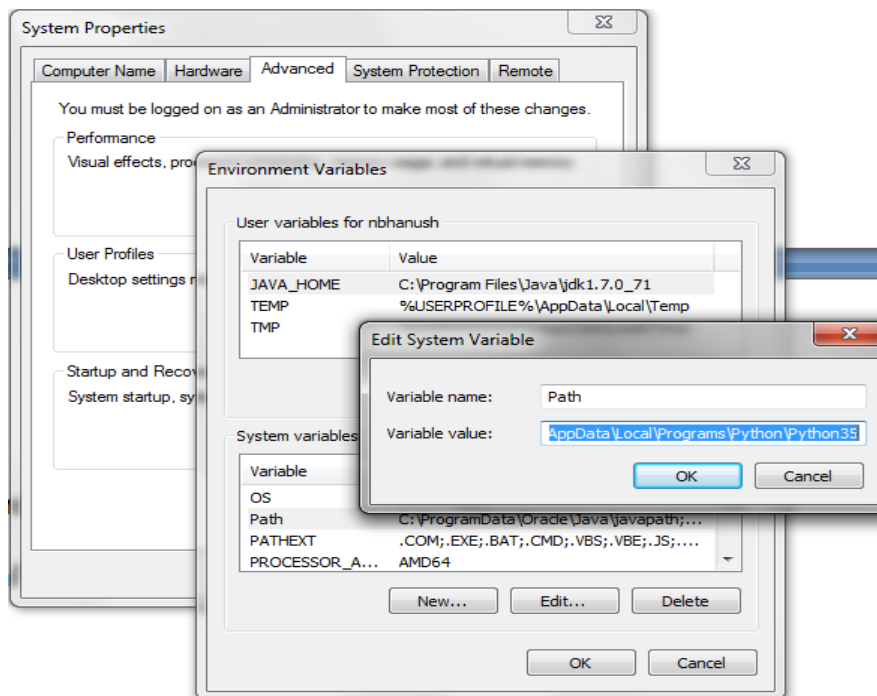 System Properties
Computer Name
Hardware
Advanced
System Protection
Remote
You must be logged on as an Administrator to make most of these changes.
Performance
Visual effects,
Environment Variables
User variables for nbhanush
Variable Value
JAVA_HOME C:\Program Files\Java\jdk1.7.0_71
TEMP %USERPROFILE%\AppData\Local\Temp
TMP
User Profiles
Desktop settings
Edit System Variable
Variable name: Path
Variable value: AppData\Local\Programs\Python\Python35
OK
Cancel
Startup and
System startup,
System variables
Variable
OS
Path C:\ProgramData\Oracle\Java\javapath;...
PATHEXT .COM;.EXE;.BAT;.CMD;.VBS;.VBE;.JS;....
PROCESSOR_A... AMD64
New...
Edit...
Delete
OK
Cancel